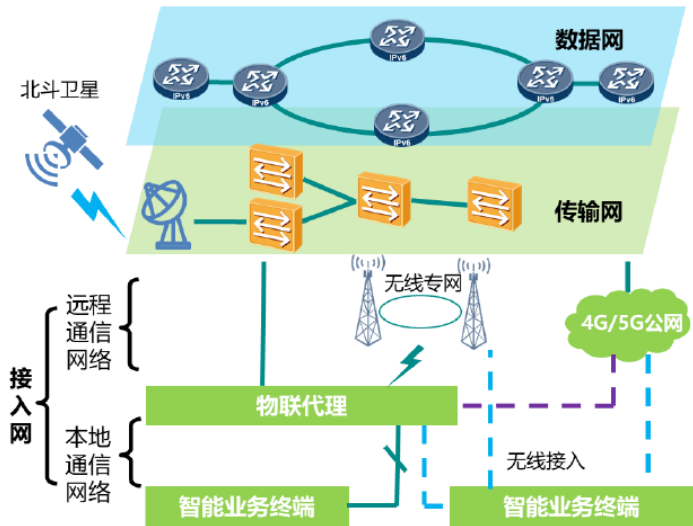 数据网
北斗卫星
IPv6
IPv6
IPv6
IPv6
IPv6
IPv6
传输网
无线专网
远程
通信
网络
4G/5G公网
接
入
网
物联代理
本地
通信
网络
无线接入
智能业务终端
智能业务终端